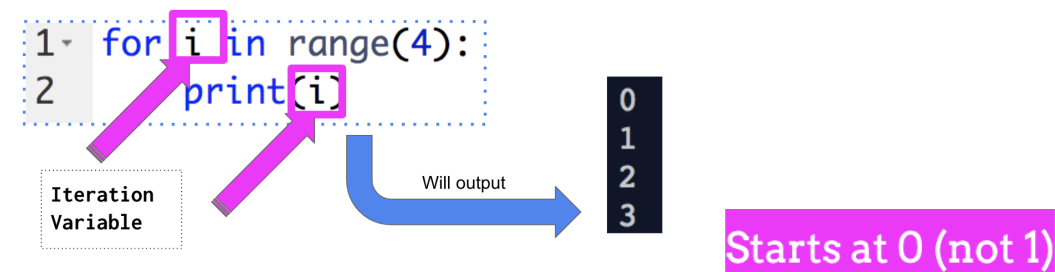 1 for i in range(4):
2 print(i)
Iteration
Variable
Will output
0
1
2
3
Starts at 0 (not 1)